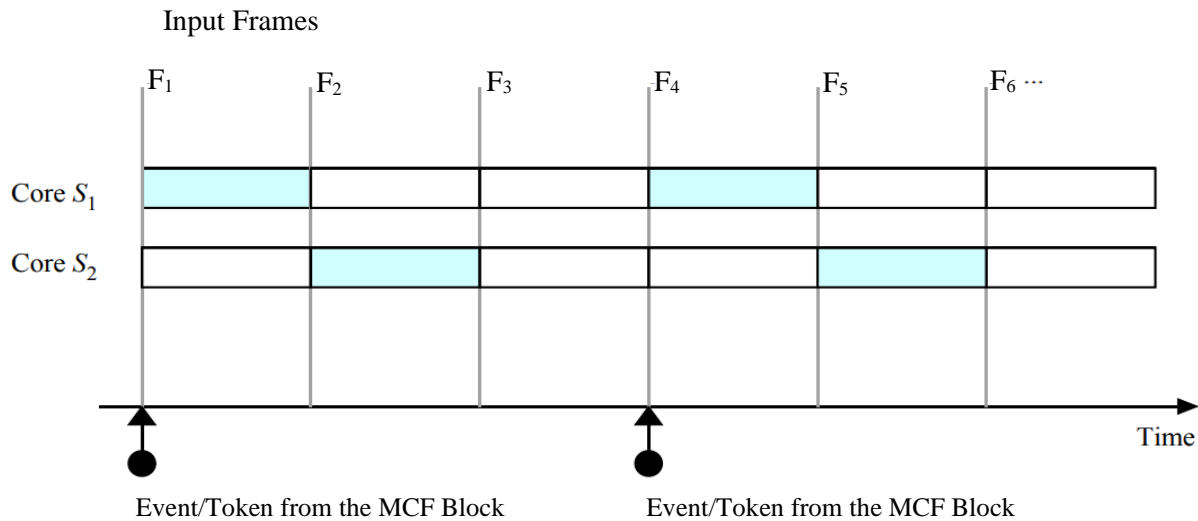 Input Frames
F₁ F₂ F₃ F₄ F₅ F₆ ...
Core S₁
Core S₂
Time
Event/Token from the MCF Block Event/Token from the MCF Block